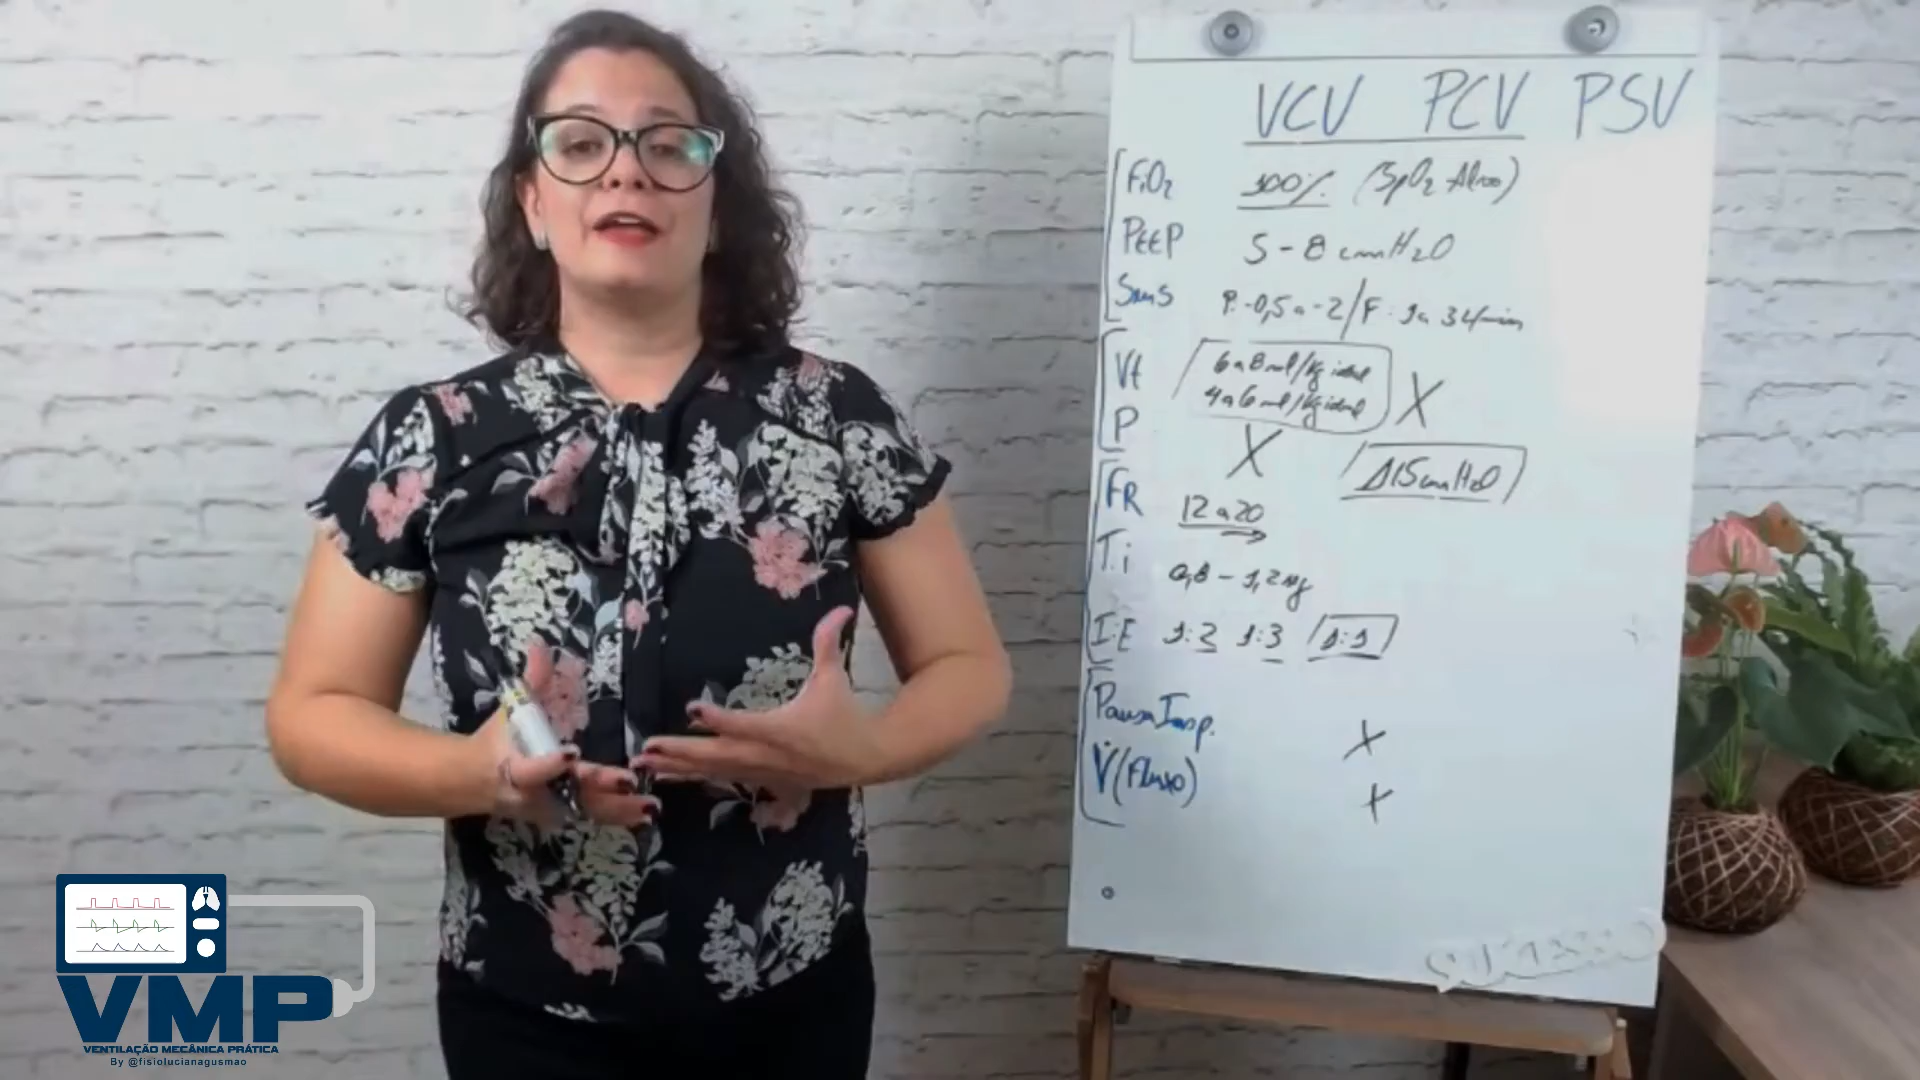 VCV PCV PSV
FiO2 100% (SpO2 Alvo)
PEEP 5 - 8 cmH2O
Sens P: -0,5 a -2 / F: 1 a 3 L/min
Vt 6 a 8 ml/Kg ideal X
4 a 6 ml/Kg ideal
P X Δ15 cmH2O
FR 12 a 20
T.i 0,8 - 1,2 seg
I:E 1:2 1:3 1:1
Pausa Insp. X
V̇ (Fluxo) X
VMP
VENTILAÇÃO MECÂNICA PRÁTICA
By @fisiolucianagusmao